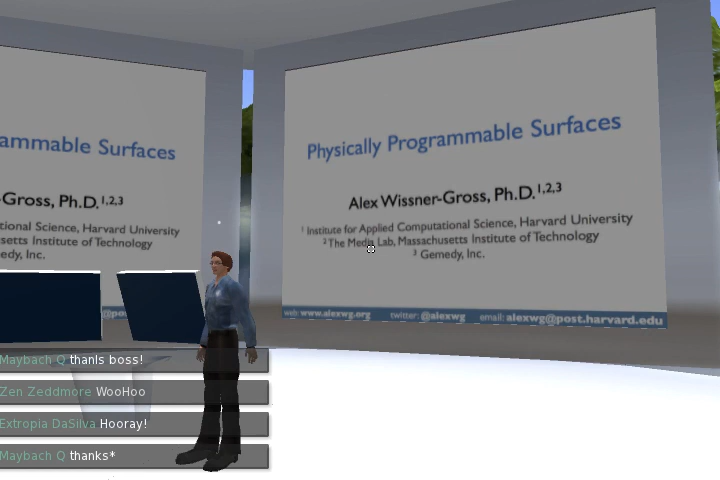 ammable Surfaces
-Gross, Ph.D.1,2,3
tional Science, Harvard University
setts Institute of Technology
edy, Inc.
@po
Physically Programmable Surfaces
Alex Wissner-Gross, Ph.D.1,2,3
1 Institute for Applied Computational Science, Harvard University
2 The Media Lab, Massachusetts Institute of Technology
3 Gemedy, Inc.
web: www.alexwg.org twitter: @alexwg email: alexwg@post.harvard.edu
Maybach Q thanls boss!
Zen Zeddmore WooHoo
Extropia DaSilva Hooray!
Maybach Q thanks*